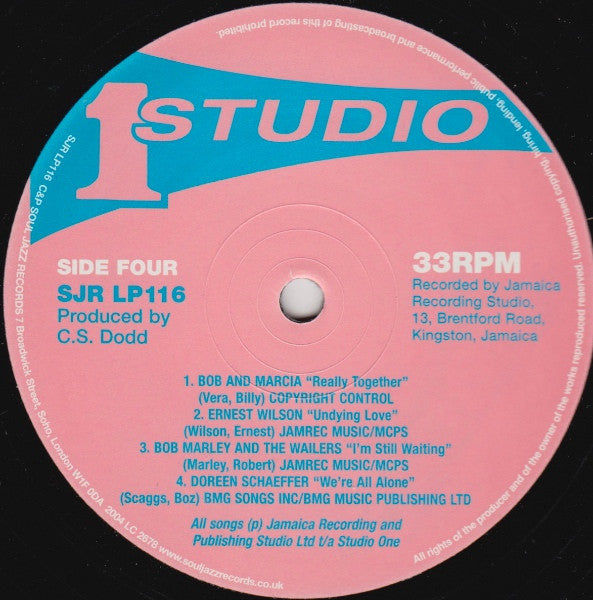 1 STUDIO
SIDE FOUR
SJR LP116
Produced by
C.S. Dodd
33RPM
Recorded by Jamaica
Recording Studio,
13, Brentford Road,
Kingston, Jamaica
1. BOB AND MARCIA “Really Together”
(Vera, Billy) COPYRIGHT CONTROL
2. ERNEST WILSON “Undying Love”
(Wilson, Ernest) JAMREC MUSIC/MCPS
3. BOB MARLEY AND THE WAILERS “I'm Still Waiting”
(Marley, Robert) JAMREC MUSIC/MCPS
4. DOREEN SCHAEFFER “We're All Alone”
(Scaggs, Boz) BMG SONGS INC/BMG MUSIC PUBLISHING LTD
All songs (p) Jamaica Recording and
Publishing Studio Ltd t/a Studio One
SJR LP116 C&P SOUL JAZZ RECORDS 7 Broadwick Street, Soho, London W1F 0DA 2004 LC 2678 www.souljazzrecords.co.uk
All rights of the producer and of the owner of the works reproduced reserved. Unauthorised copying, hiring, lending, public performance and broadcasting of this record prohibited.